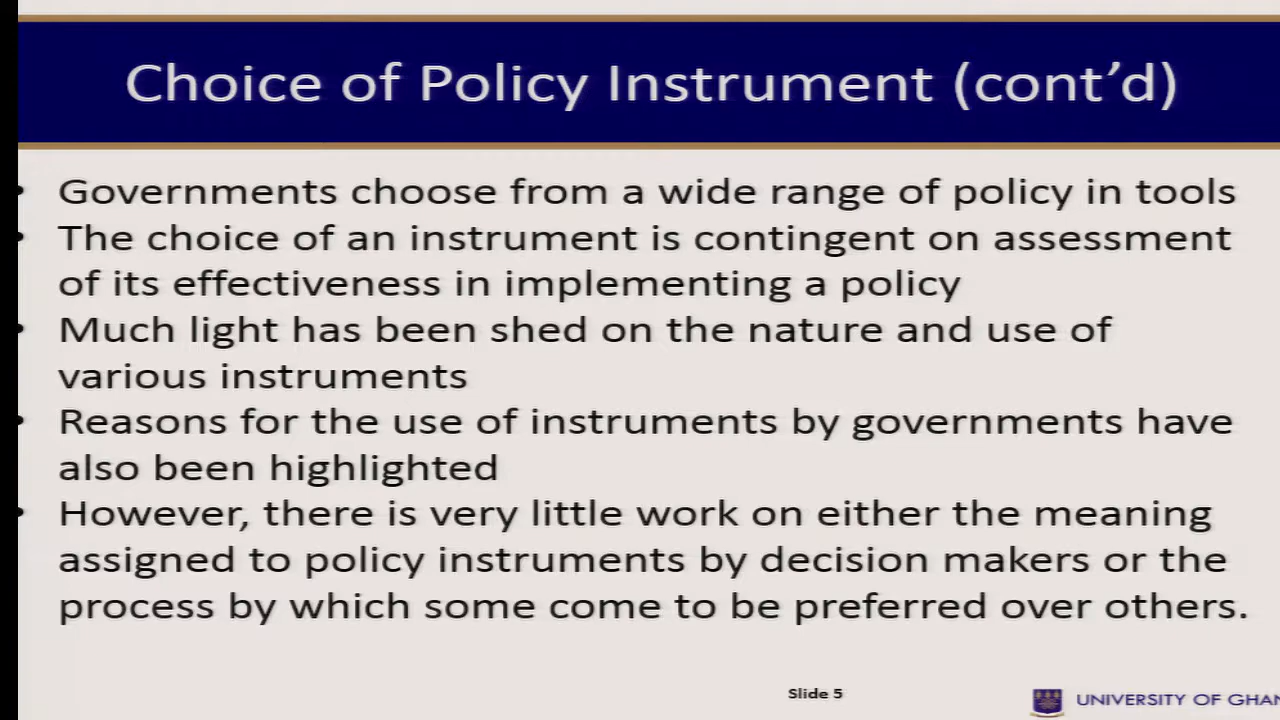 Choice of Policy Instrument (cont’d)
• Governments choose from a wide range of policy in tools
• The choice of an instrument is contingent on assessment
of its effectiveness in implementing a policy
• Much light has been shed on the nature and use of
various instruments
• Reasons for the use of instruments by governments have
also been highlighted
• However, there is very little work on either the meaning
assigned to policy instruments by decision makers or the
process by which some come to be preferred over others.
Slide 5
UNIVERSITY OF GHAN